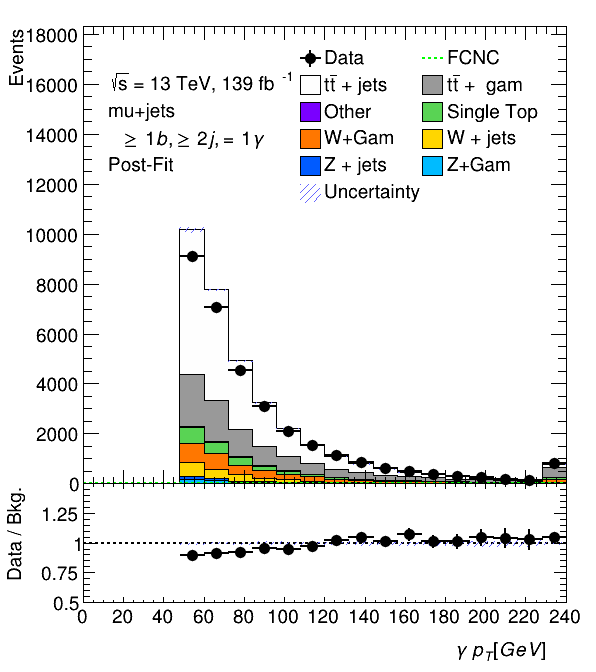 Events
18000
16000
14000
12000
10000
8000
6000
4000
2000
0
√s = 13 TeV, 139 fb⁻¹
mu+jets
≥ 1b, ≥ 2j, = 1γ
Post-Fit
Data
FCNC
tt̄ + jets
tt̄ + gam
Other
Single Top
W+Gam
W + jets
Z + jets
Z+Gam
Uncertainty
Data / Bkg.
1.25
1
0.75
0.5
0 20 40 60 80 100 120 140 160 180 200 220 240
γ p_T[GeV]